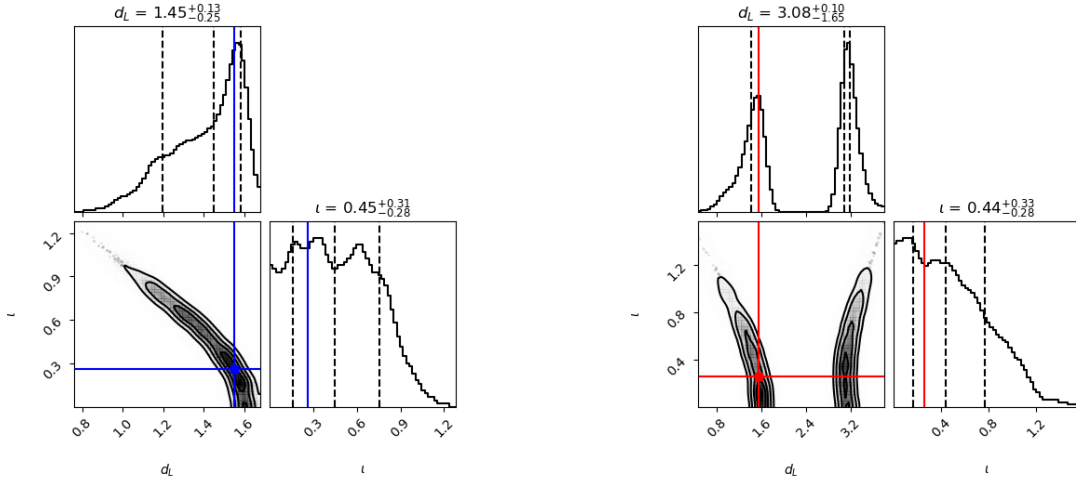 d_L = 1.45^{+0.13}_{-0.25}
d_L = 3.08^{+0.10}_{-1.65}
ι = 0.45^{+0.31}_{-0.28}
ι = 0.44^{+0.33}_{-0.28}
1.2
0.9
0.6
0.3
ι
1.2
0.8
0.4
ι
0.8 1.0 1.2 1.4 1.6
0.3 0.6 0.9 1.2
0.8 1.6 2.4 3.2
0.4 0.8 1.2
d_L
ι
d_L
ι